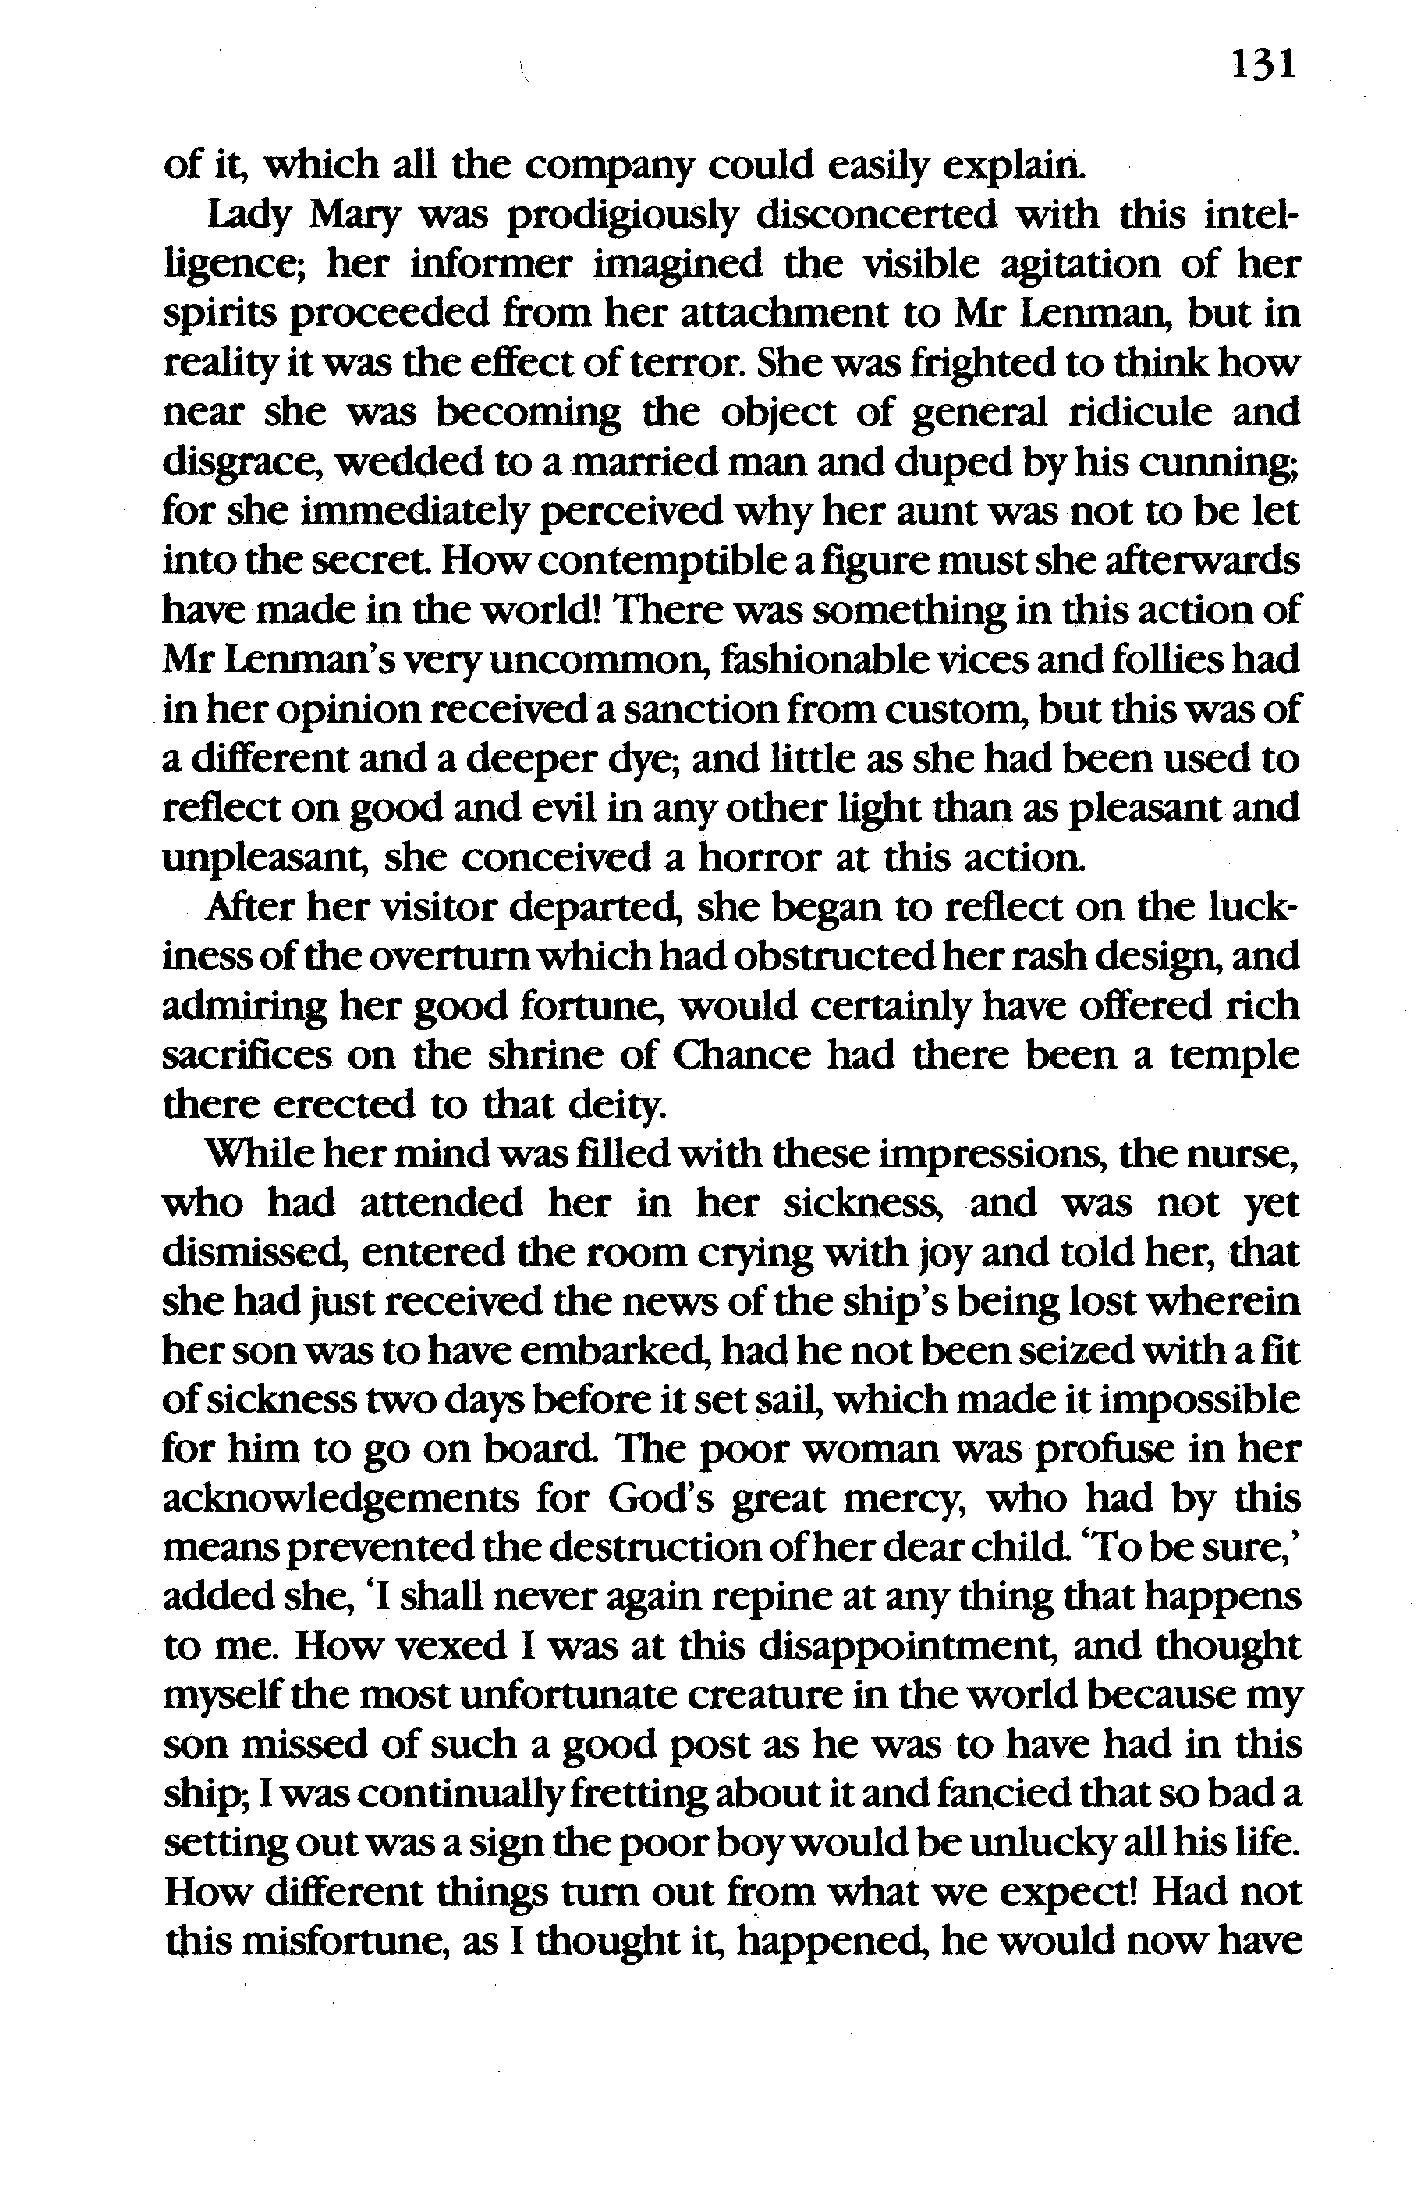 131
of it, which all the company could easily explain.
Lady Mary was prodigiously disconcerted with this intel-
ligence; her informer imagined the visible agitation of her
spirits proceeded from her attachment to Mr Lenman, but in
reality it was the effect of terror. She was frighted to think how
near she was becoming the object of general ridicule and
disgrace, wedded to a married man and duped by his cunning;
for she immediately perceived why her aunt was not to be let
into the secret. How contemptible a figure must she afterwards
have made in the world! There was something in this action of
Mr Lenman's very uncommon, fashionable vices and follies had
in her opinion received a sanction from custom, but this was of
a different and a deeper dye; and little as she had been used to
reflect on good and evil in any other light than as pleasant and
unpleasant, she conceived a horror at this action.
After her visitor departed, she began to reflect on the luck-
iness of the overturn which had obstructed her rash design, and
admiring her good fortune, would certainly have offered rich
sacrifices on the shrine of Chance had there been a temple
there erected to that deity.
While her mind was filled with these impressions, the nurse,
who had attended her in her sickness, and was not yet
dismissed, entered the room crying with joy and told her, that
she had just received the news of the ship's being lost wherein
her son was to have embarked, had he not been seized with a fit
of sickness two days before it set sail, which made it impossible
for him to go on board. The poor woman was profuse in her
acknowledgements for God's great mercy, who had by this
means prevented the destruction of her dear child. ‘To be sure,’
added she, ‘I shall never again repine at any thing that happens
to me. How vexed I was at this disappointment, and thought
myself the most unfortunate creature in the world because my
son missed of such a good post as he was to have had in this
ship; I was continually fretting about it and fancied that so bad a
setting out was a sign the poor boy would be unlucky all his life.
How different things turn out from what we expect! Had not
this misfortune, as I thought it, happened, he would now have